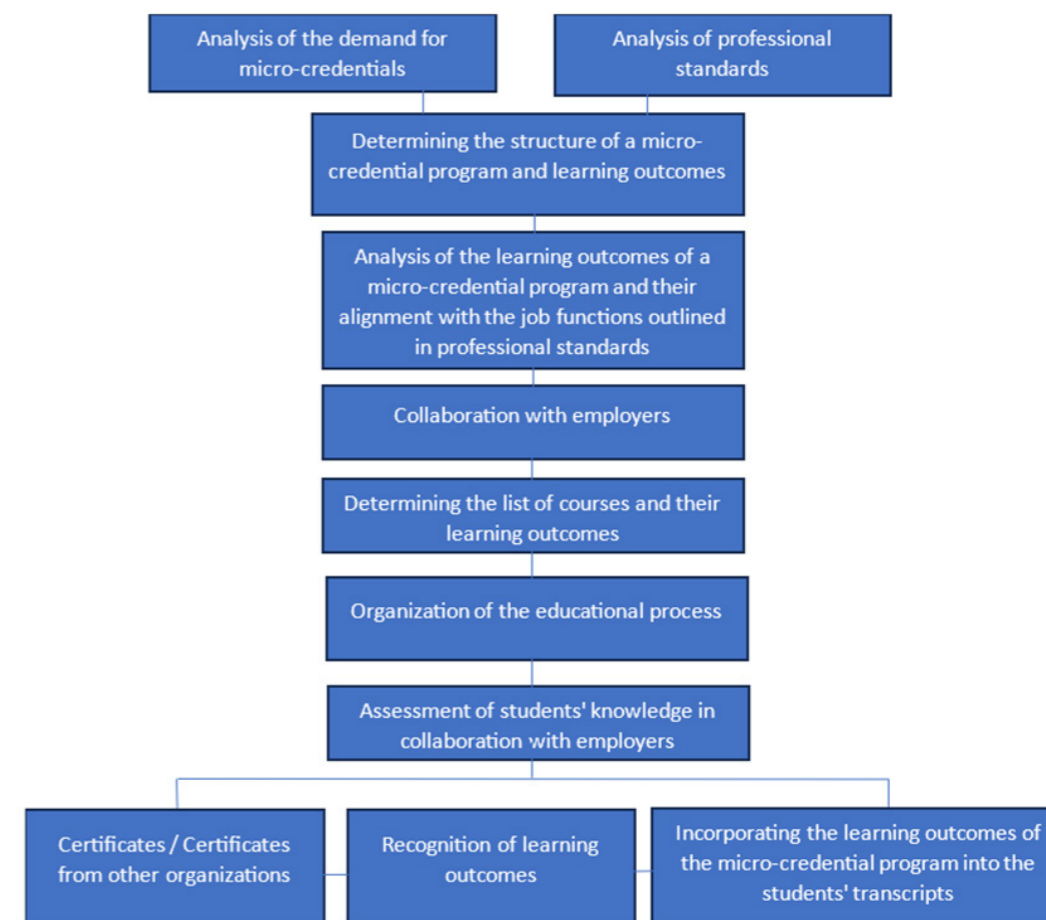 Analysis of the demand for
micro-credentials
Analysis of professional
standards
Determining the structure of a micro-
credential program and learning outcomes
Analysis of the learning outcomes of a
micro-credential program and their
alignment with the job functions outlined
in professional standards
Collaboration with employers
Determining the list of courses and their
learning outcomes
Organization of the educational process
Assessment of students' knowledge in
collaboration with employers
Certificates / Certificates
from other organizations
Recognition of learning
outcomes
Incorporating the learning outcomes of
the micro-credential program into the
students' transcripts